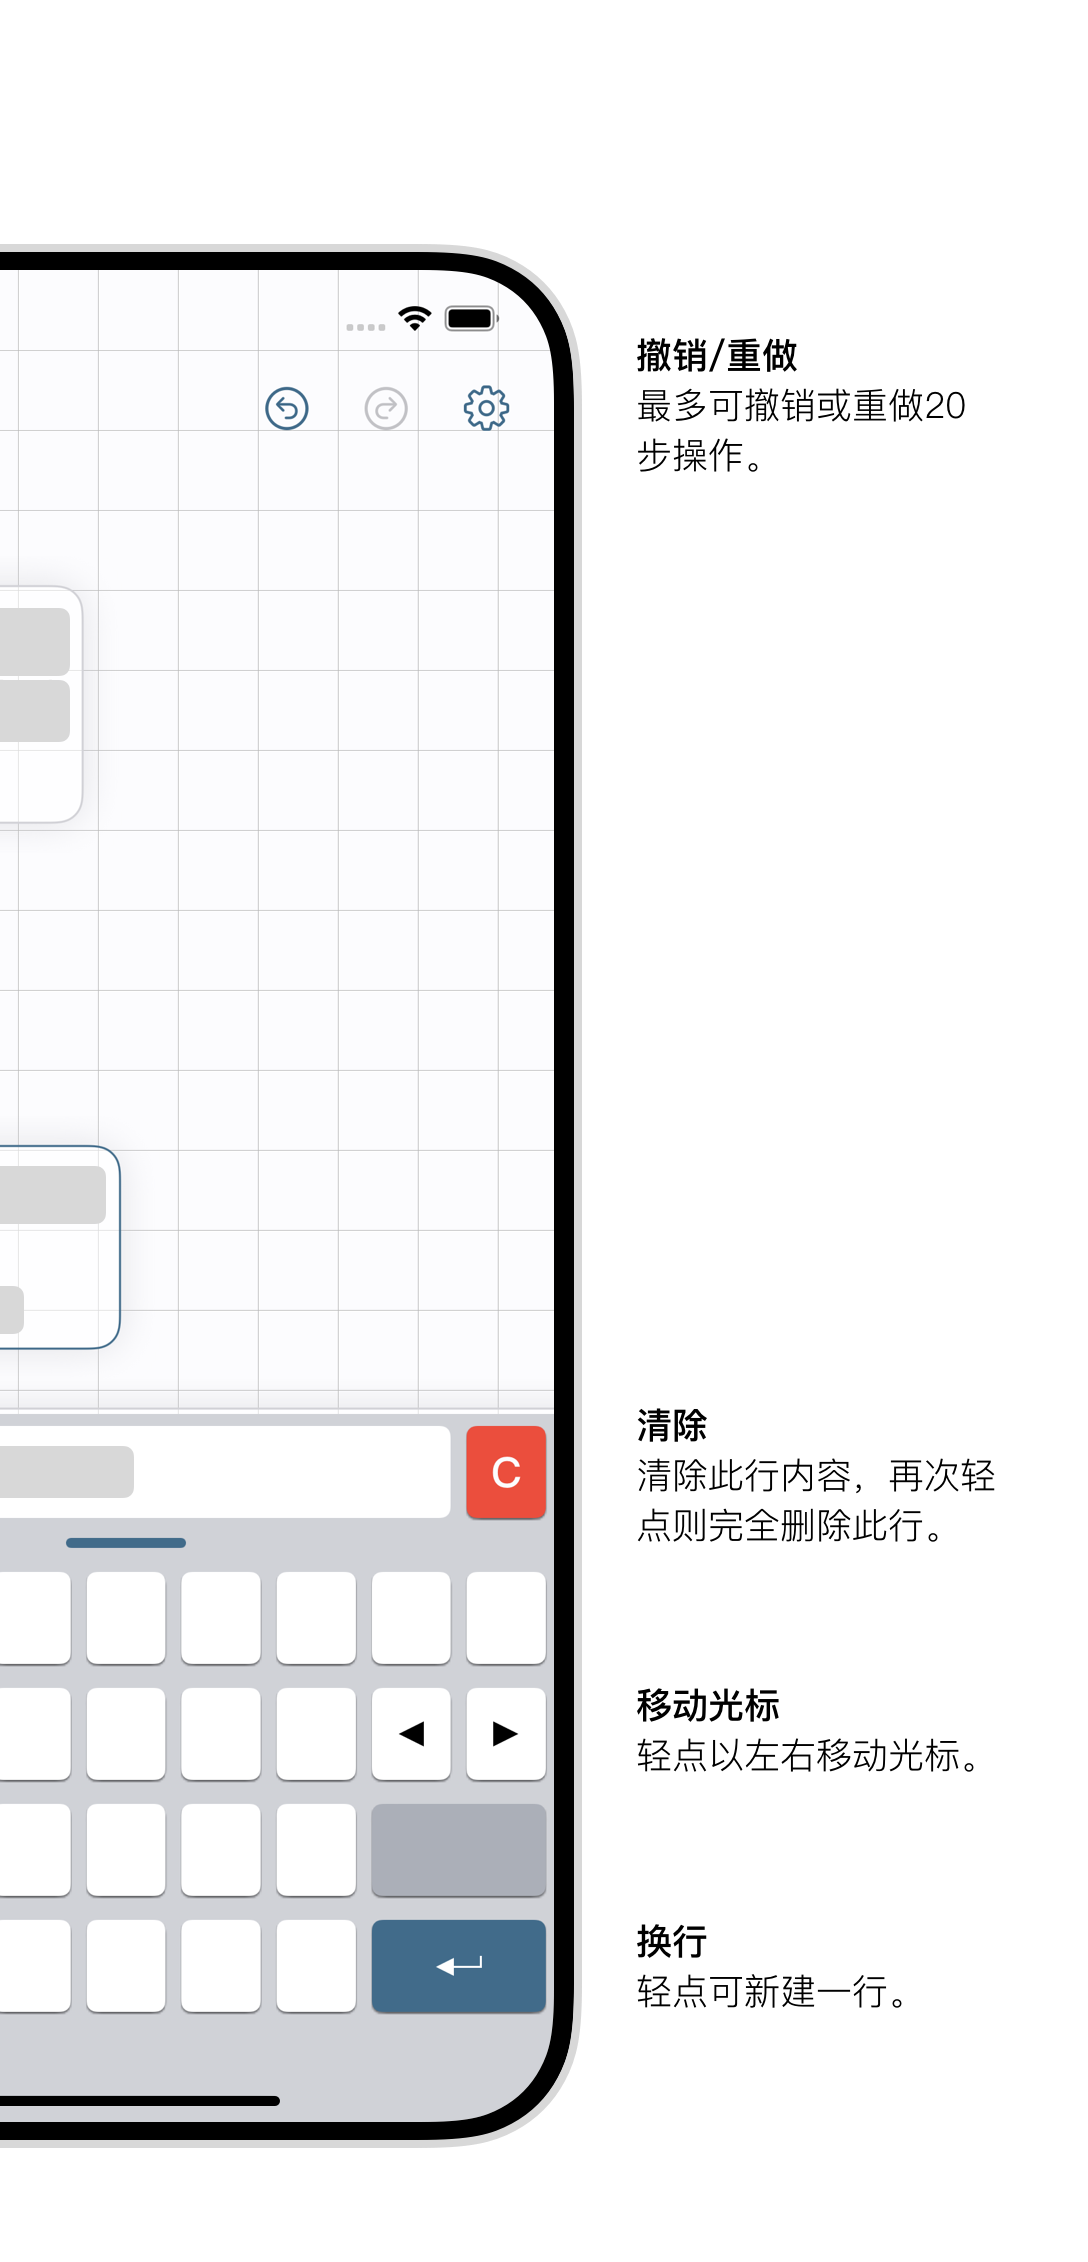 撤销/重做
最多可撤销或重做20
步操作。
清除
C
清除此行内容，再次轻
点则完全删除此行。
移动光标
轻点以左右移动光标。
换行
轻点可新建一行。